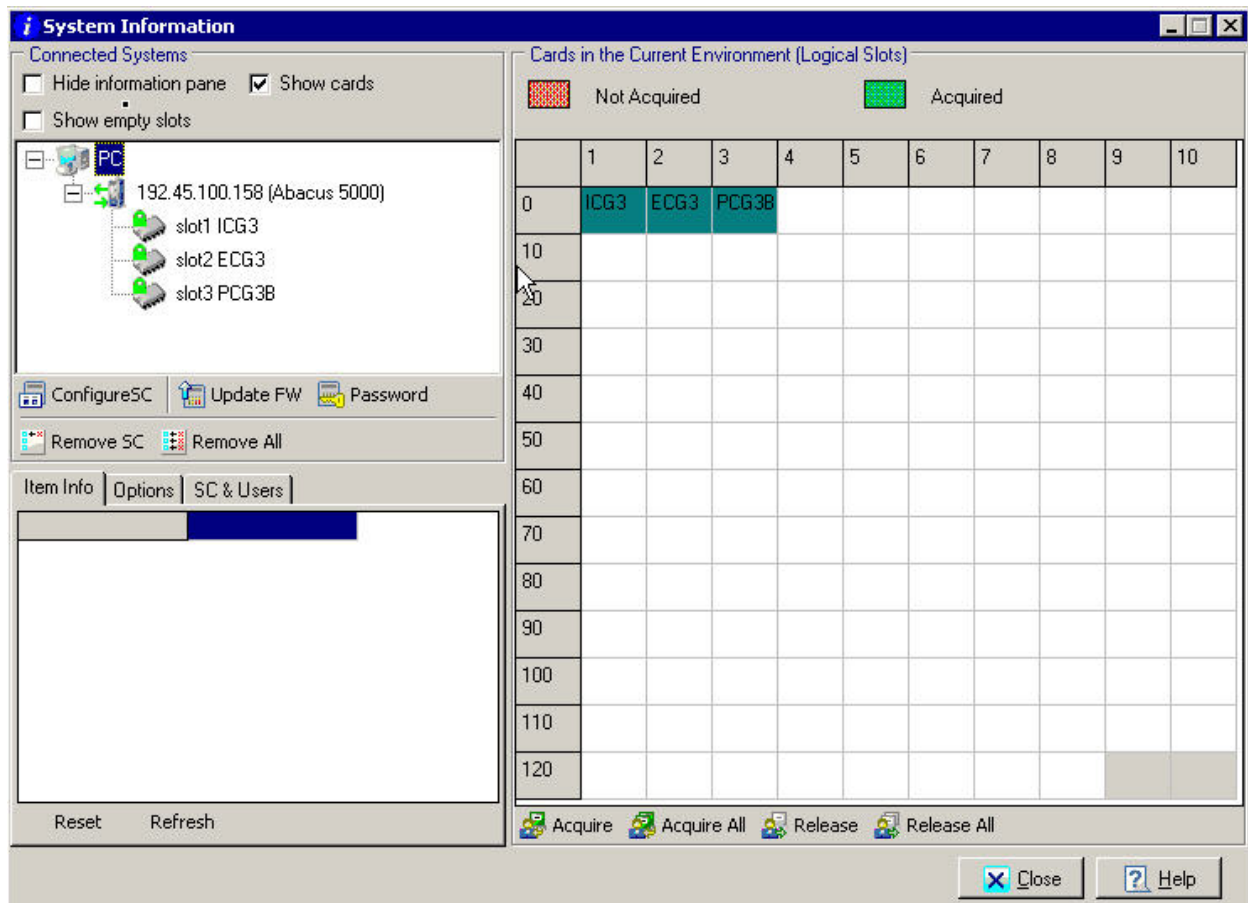 System Information
Connected Systems
Hide information pane Show cards
Show empty slots
PC
192.45.100.158 (Abacus 5000)
slot1 ICG3
slot2 ECG3
slot3 PCG3B
ConfigureSC Update FW Password
Remove SC Remove All
Item Info Options SC & Users
Reset Refresh
Cards in the Current Environment (Logical Slots)
Not Acquired Acquired
1 2 3 4 5 6 7 8 9 10
0 ICG3 ECG3 PCG3B
10
20
30
40
50
60
70
80
90
100
110
120
Acquire Acquire All Release Release All
Close Help